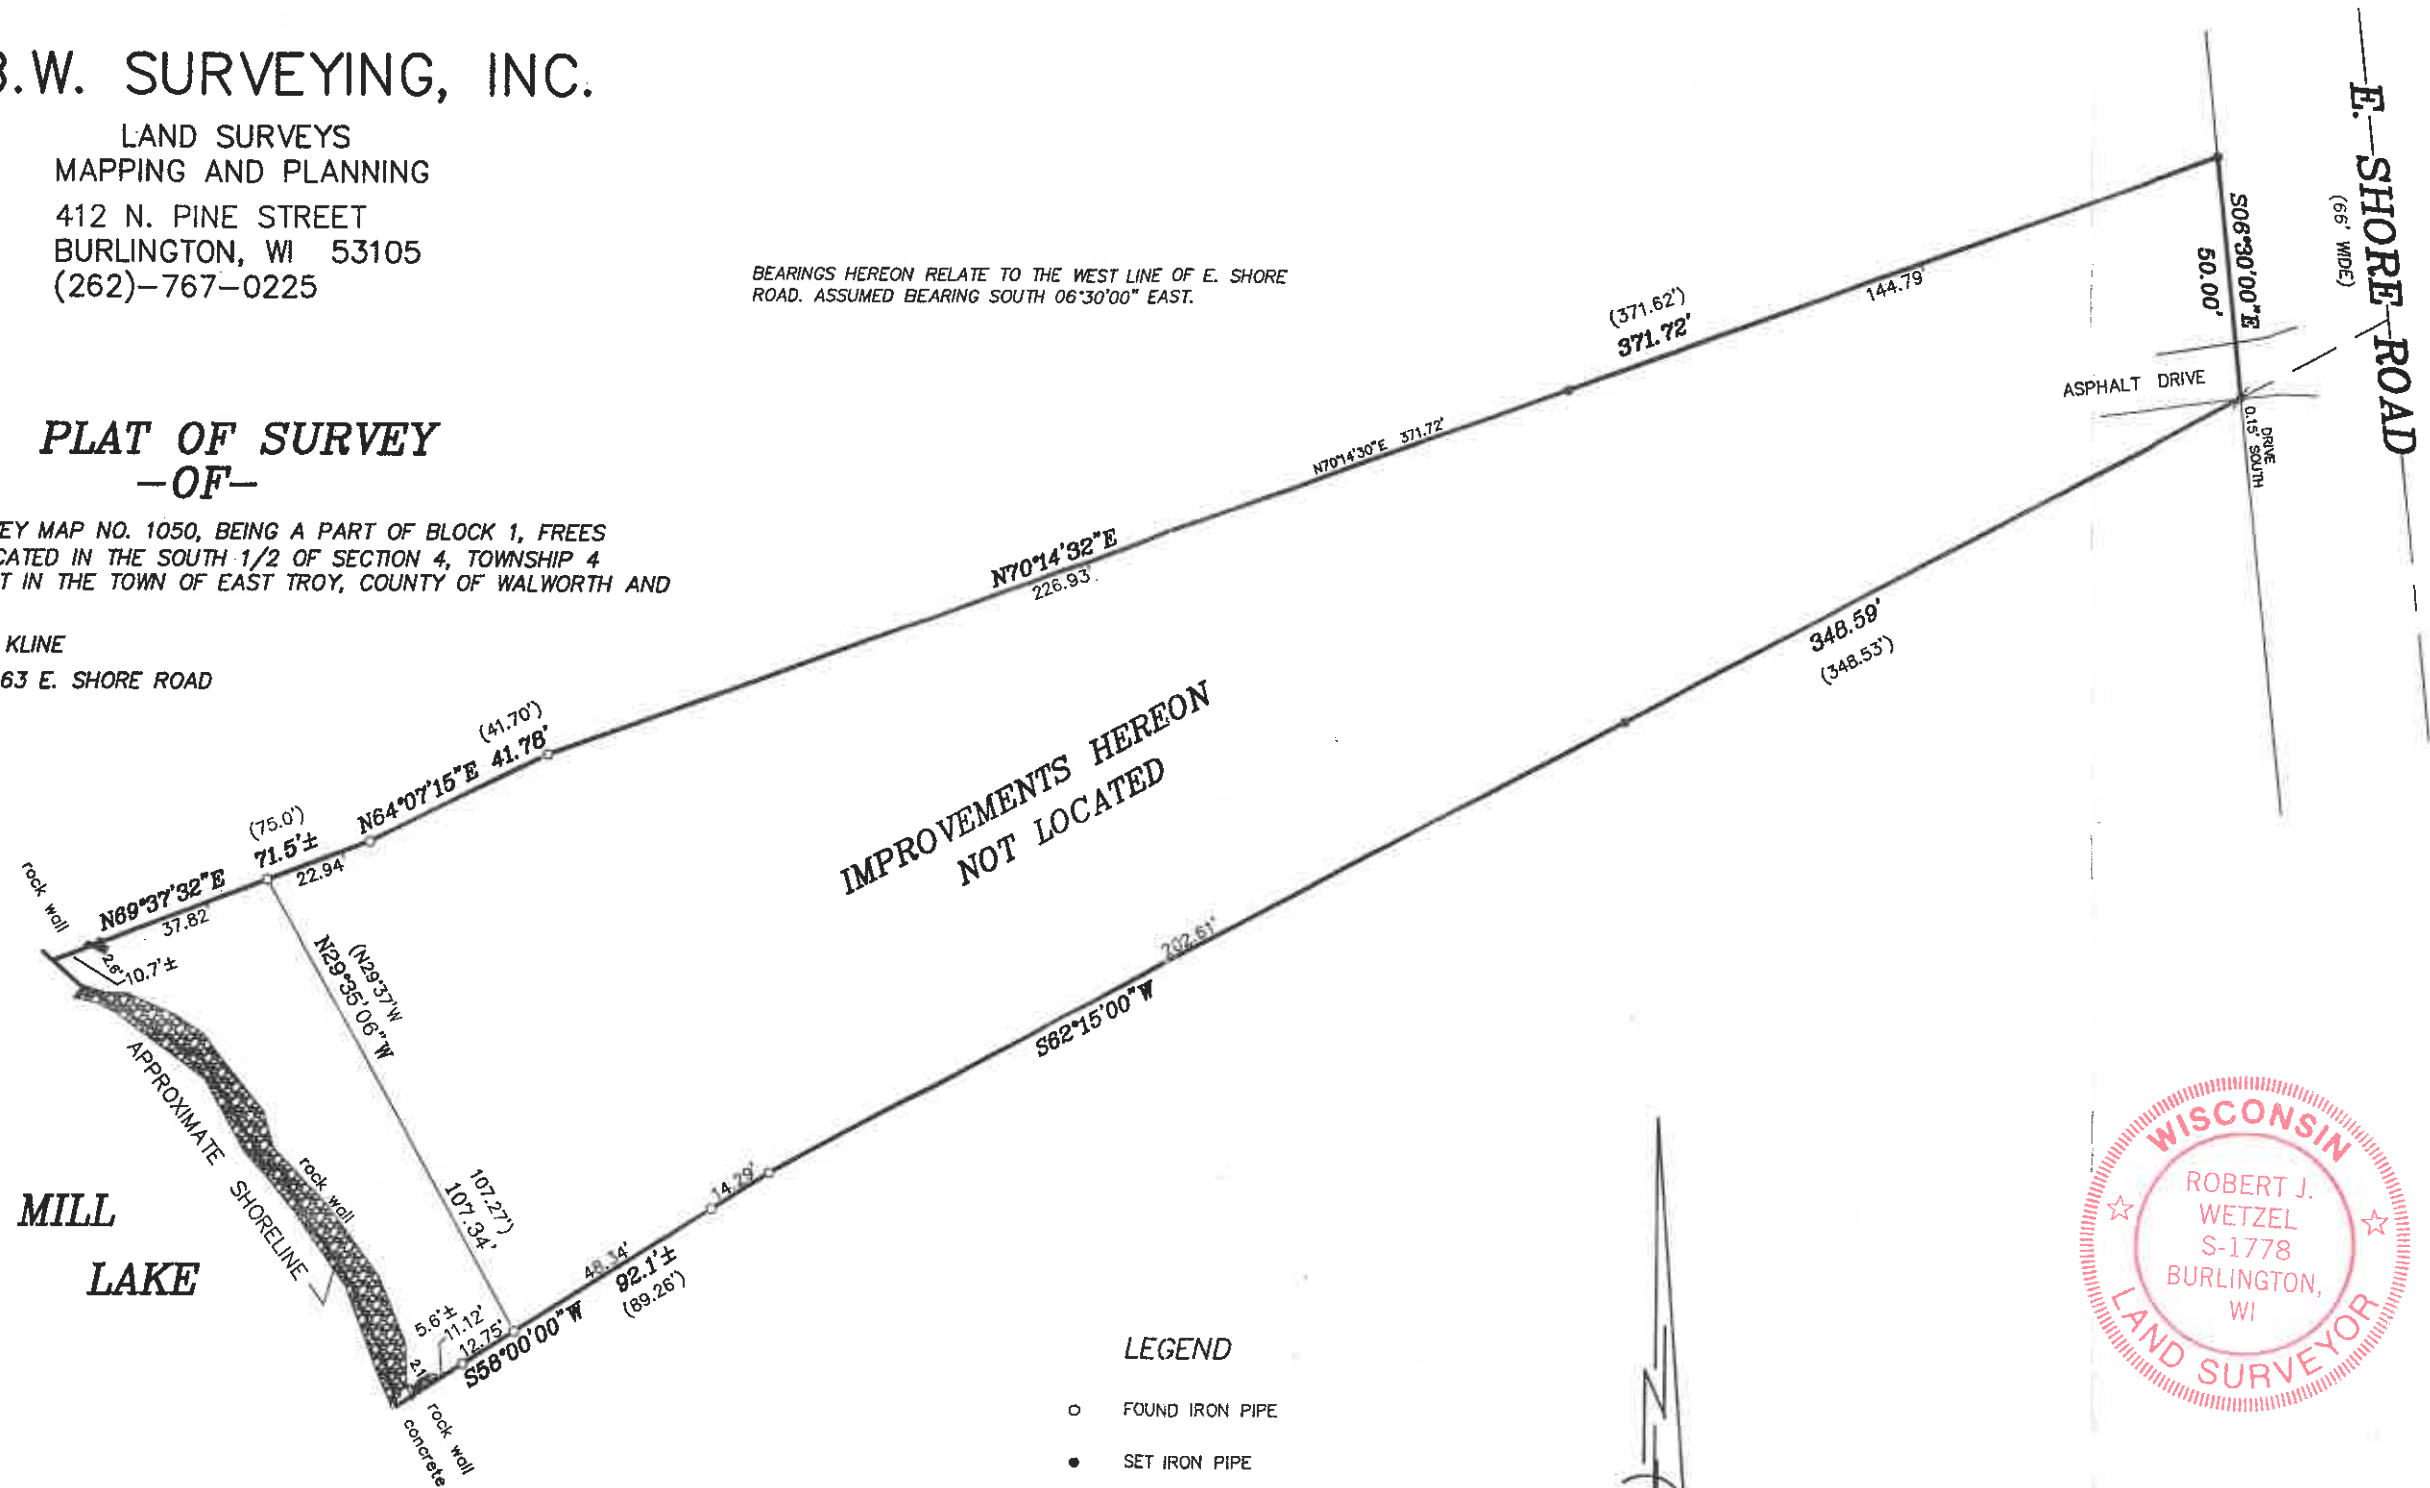 B.W. SURVEYING, INC.
LAND SURVEYS
MAPPING AND PLANNING
412 N. PINE STREET
BURLINGTON, WI 53105
(262)-767-0225
BEARINGS HEREON RELATE TO THE WEST LINE OF E. SHORE
ROAD. ASSUMED BEARING SOUTH 06°30'00" EAST.
PLAT OF SURVEY
-OF-
EY MAP NO. 1050, BEING A PART OF BLOCK 1, FREES
CATED IN THE SOUTH 1/2 OF SECTION 4, TOWNSHIP 4
T IN THE TOWN OF EAST TROY, COUNTY OF WALWORTH AND
KLINE
63 E. SHORE ROAD
E. SHORE ROAD
(66' WIDE)
S06°30'00"E
50.00'
ASPHALT DRIVE
DRIVE
0.15' SOUTH
144.79'
(371.62')
371.72'
N70°14'30"E 371.72'
N70°14'32"E
226.93'
348.59'
(348.53')
IMPROVEMENTS HEREON
NOT LOCATED
202.61'
S62°15'00"W
(41.70')
N64°07'15"E 41.78'
(75.0')
71.5'±
22.94'
N69°37'32"E
37.82'
rock wall
2.6'
10.7'±
(N29°37'W
N29°35'06"W
107.27')
107.34'
APPROXIMATE SHORELINE
rock wall
MILL
LAKE
14.29'
48.34'
92.1'±
(89.26')
S58°00'00"W
5.6'±
11.12'
12.75'
rock wall
concrete
LEGEND
FOUND IRON PIPE
SET IRON PIPE
N
WISCONSIN
ROBERT J.
WETZEL
S-1778
BURLINGTON,
WI
LAND SURVEYOR